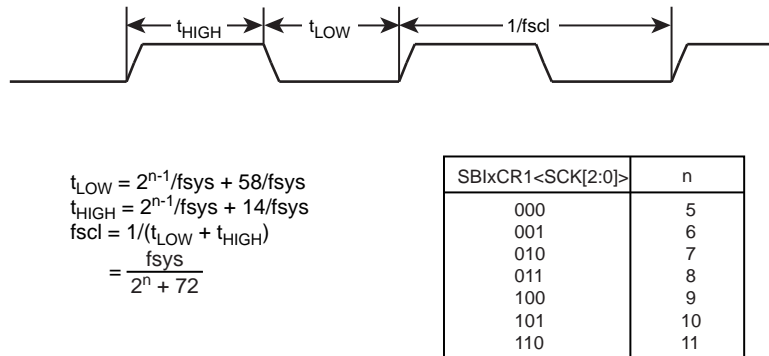 tHIGH tLOW 1/fscl
tLOW = 2n-1/fsys + 58/fsys
tHIGH = 2n-1/fsys + 14/fsys
fscl = 1/(tLOW + tHIGH)
= fsys
2n + 72
SBIxCR1<SCK[2:0]> n
000 5
001 6
010 7
011 8
100 9
101 10
110 11